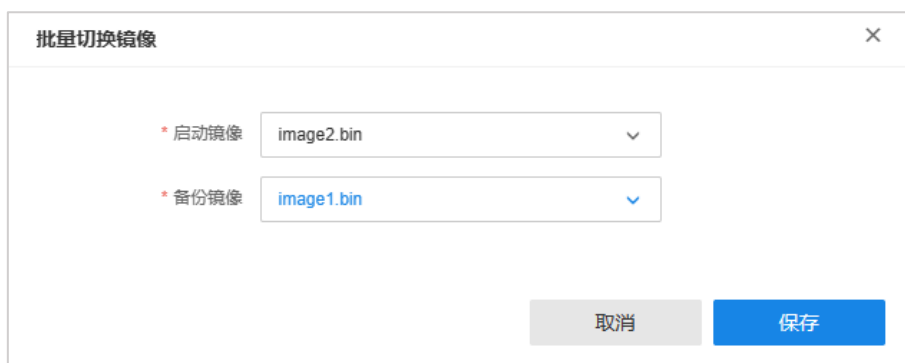 批量切换镜像
* 启动镜像 image2.bin
* 备份镜像 image1.bin
取消 保存